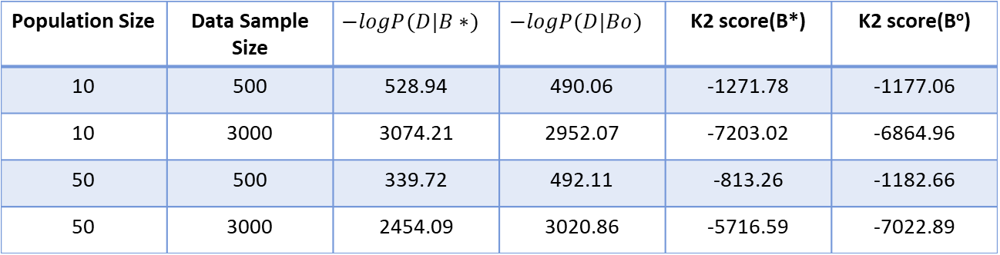 Population Size Data Sample Size −logP(D|B ∗) −logP(D|Bo) K2 score(B*) K2 score(Bº)
10 500 528.94 490.06 -1271.78 -1177.06
10 3000 3074.21 2952.07 -7203.02 -6864.96
50 500 339.72 492.11 -813.26 -1182.66
50 3000 2454.09 3020.86 -5716.59 -7022.89